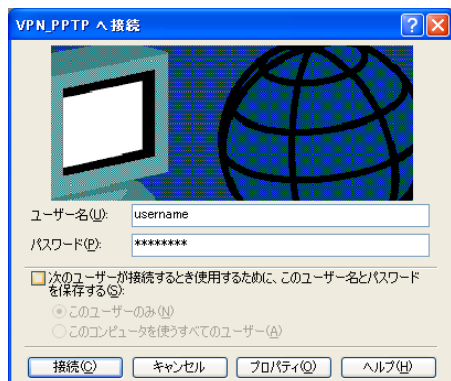 VPN_PPTP へ接続
ユーザー名(U):
username
パスワード(P):
********
次のユーザーが接続するとき使用するために、このユーザー名とパスワード
を保存する(S):
このユーザーのみ(N)
このコンピュータを使うすべてのユーザー(A)
接続(C)
キャンセル
プロパティ(O)
ヘルプ(H)